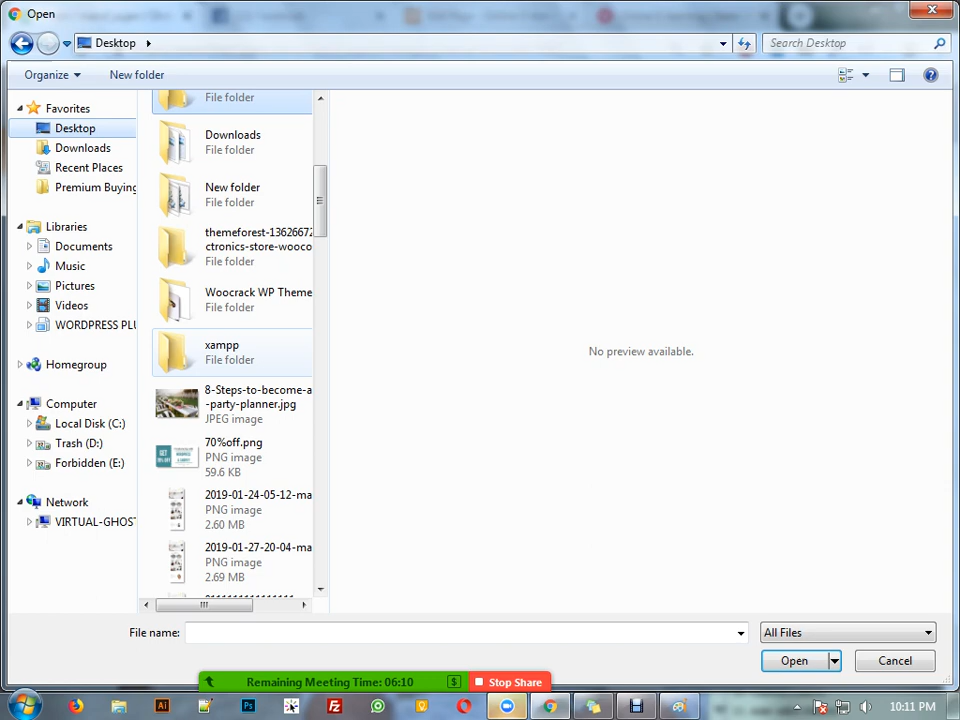 Open
Desktop
Search Desktop
Organize
New folder
Favorites
Desktop
Downloads
Recent Places
Premium Buying
Libraries
Documents
Music
Pictures
Videos
WORDPRESS PLU
Homegroup
Computer
Local Disk (C:)
Trash (D:)
Forbidden (E:)
Network
VIRTUAL-GHOST
File folder
Downloads
File folder
New folder
File folder
themeforest-13626672
ctronics-store-wooco
File folder
Woocrack WP Theme
File folder
xampp
File folder
8-Steps-to-become-a
-party-planner.jpg
JPEG image
70%off.png
PNG image
59.6 KB
2019-01-24-05-12-ma
PNG image
2.60 MB
2019-01-27-20-04-ma
PNG image
2.69 MB
No preview available.
File name:
All Files
Open
Cancel
Remaining Meeting Time: 06:10
$
Stop Share
10:11 PM